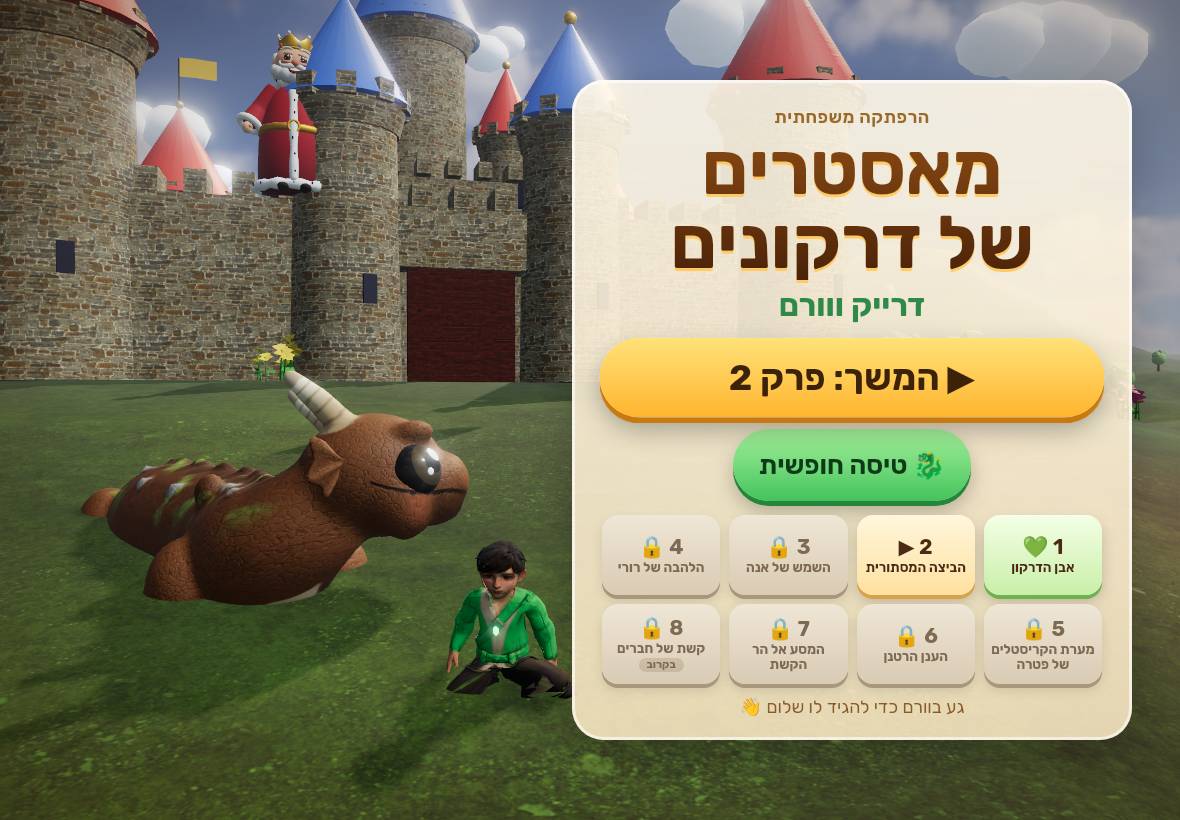 הרפתקה משפחתית
מאסטרים
של דרקונים
דרייק ווורם
▶ המשך: פרק 2
🐉 טיסה חופשית
1 💚
אבן הדרקון
2 ▶
הביצה המסתורית
3 🔒
השמש של אנה
4 🔒
הלהבה של רורי
5 🔒
מערת הקריסטלים
של פטרה
6 🔒
הענן הרטנן
7 🔒
המסע אל הר
הקשת
8 🔒
קשת של חברים
בקרוב
גע בוורם כדי להגיד לו שלום 👋